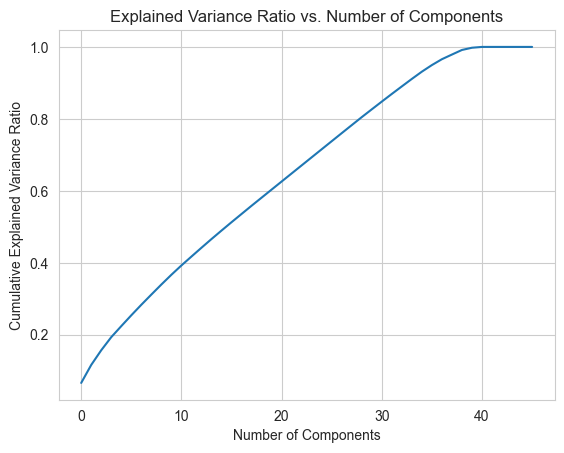 Explained Variance Ratio vs. Number of Components
1.0
0.8
0.6
0.4
0.2
Cumulative Explained Variance Ratio
0 10 20 30 40
Number of Components